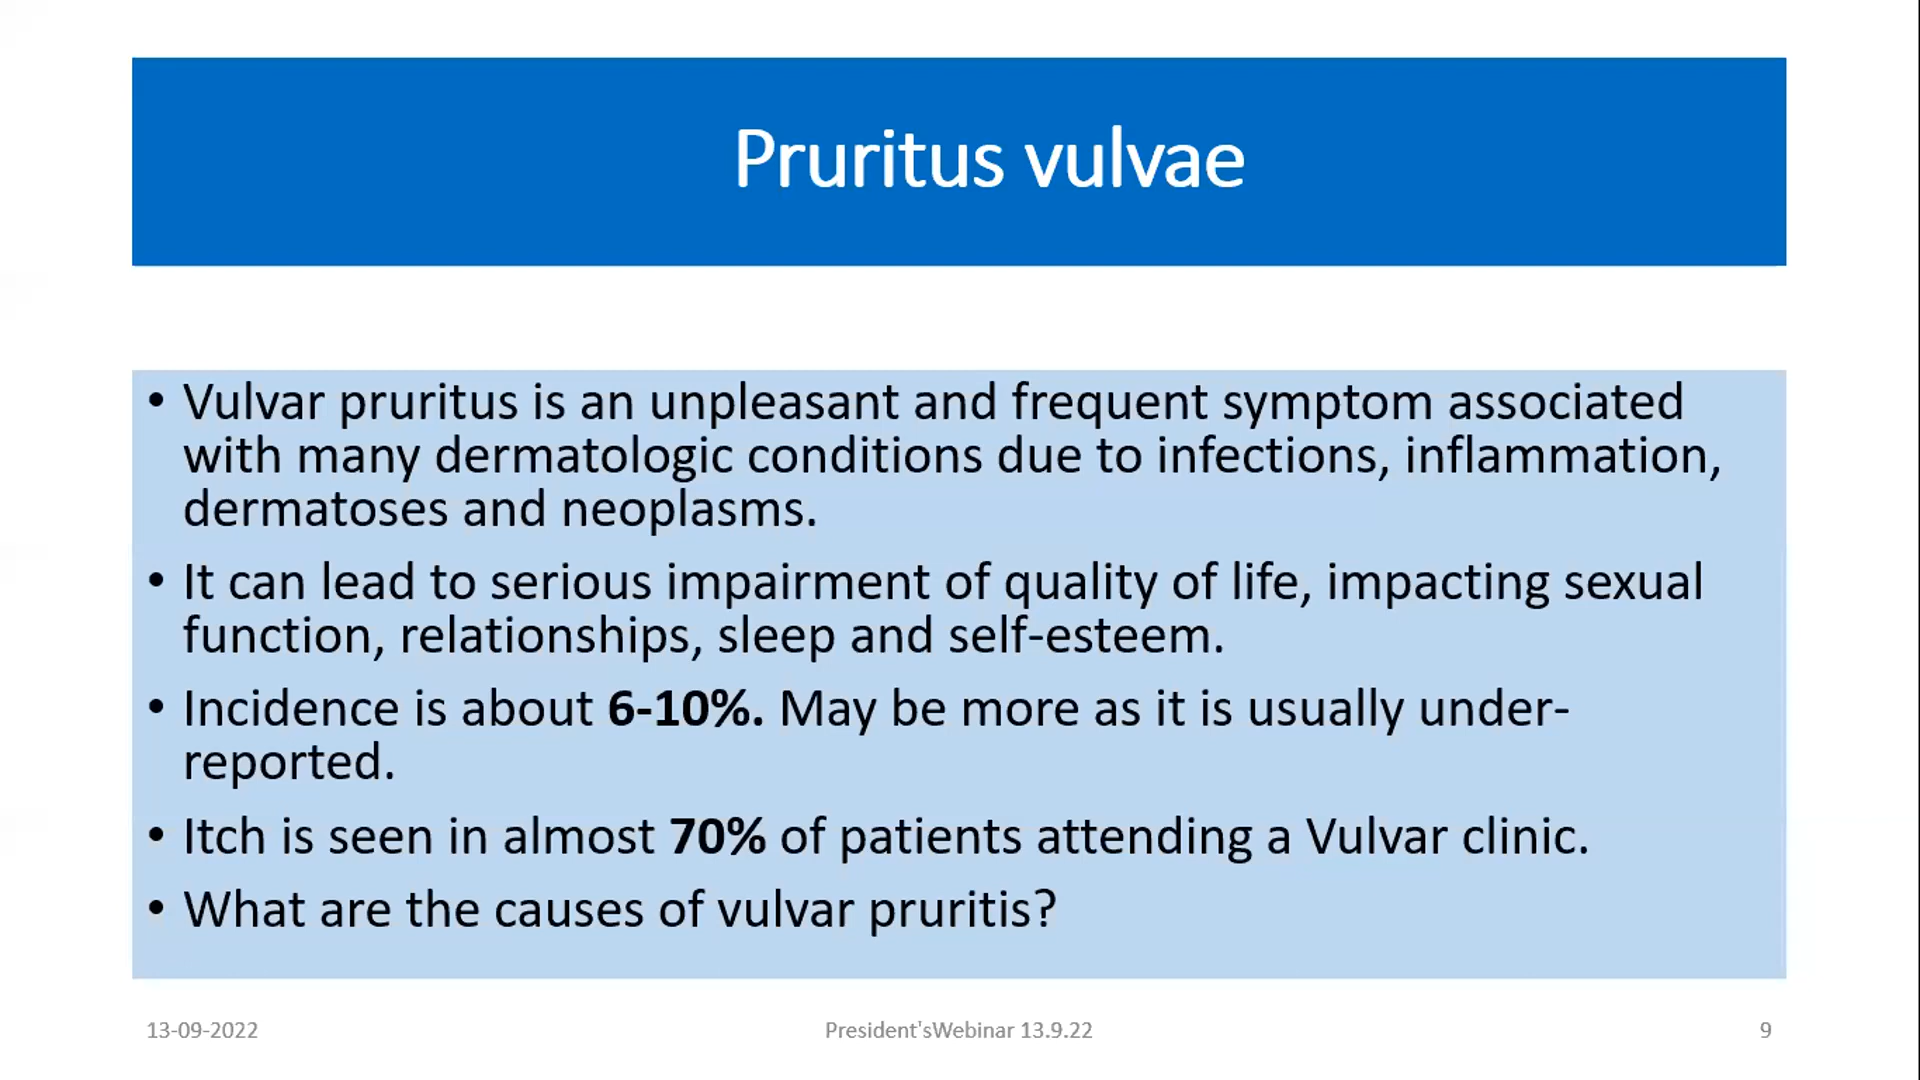 Pruritus vulvae
• Vulvar pruritus is an unpleasant and frequent symptom associated
with many dermatologic conditions due to infections, inflammation,
dermatoses and neoplasms.
• It can lead to serious impairment of quality of life, impacting sexual
function, relationships, sleep and self-esteem.
• Incidence is about 6-10%. May be more as it is usually under-
reported.
• Itch is seen in almost 70% of patients attending a Vulvar clinic.
• What are the causes of vulvar pruritis?
13-09-2022
President'sWebinar 13.9.22
9